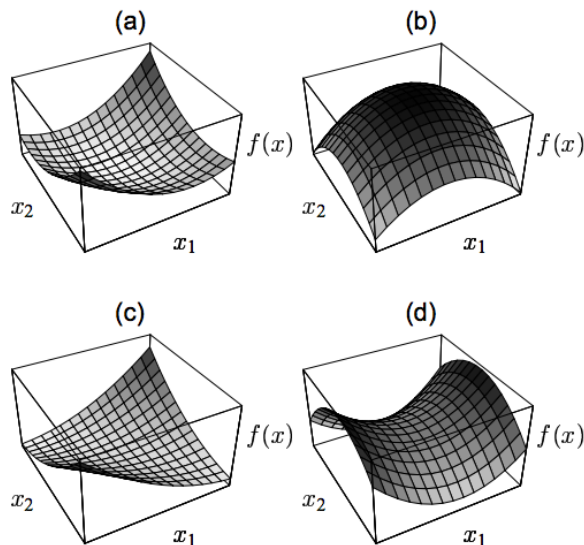 (a)
(b)
f(x)
f(x)
x₂
x₁
x₂
x₁
(c)
(d)
f(x)
f(x)
x₂
x₁
x₂
x₁